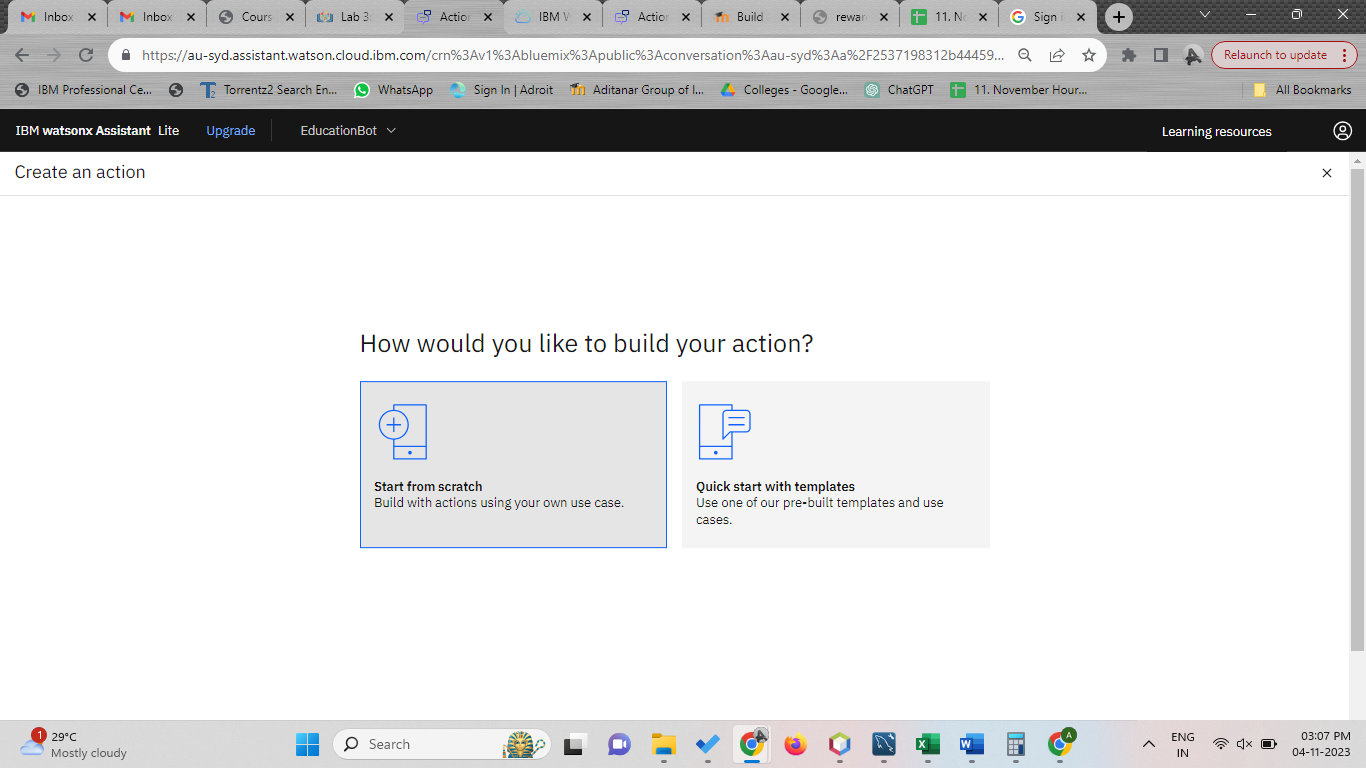 Inbox Inbox Cours Lab 3: Action IBM W Action Build rewar 11. No Sign i
https://au-syd.assistant.watson.cloud.ibm.com/crn%3Av1%3Abluemix%3Apublic%3Aconversation%3Aau-syd%3Aa%2F2537198312b44459... Relaunch to update
IBM Professional Ce... Torrentz2 Search En... WhatsApp Sign In | Adroit Aditanar Group of I... Colleges - Google... ChatGPT 11. November Hour... All Bookmarks
IBM watsonx Assistant Lite Upgrade EducationBot Learning resources
Create an action
How would you like to build your action?
Start from scratch
Build with actions using your own use case.
Quick start with templates
Use one of our pre-built templates and use
cases.
1
29°C
Mostly cloudy
Search
A
ENG
IN
03:07 PM
04-11-2023